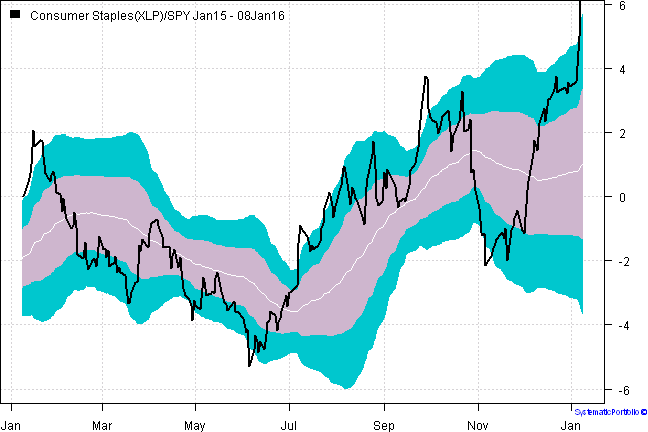 Consumer Staples(XLP)/SPY Jan15 - 08Jan16
6
4
2
0
-2
-4
-6
Jan Mar May Jul Sep Nov Jan
SystematicPortfolio ©